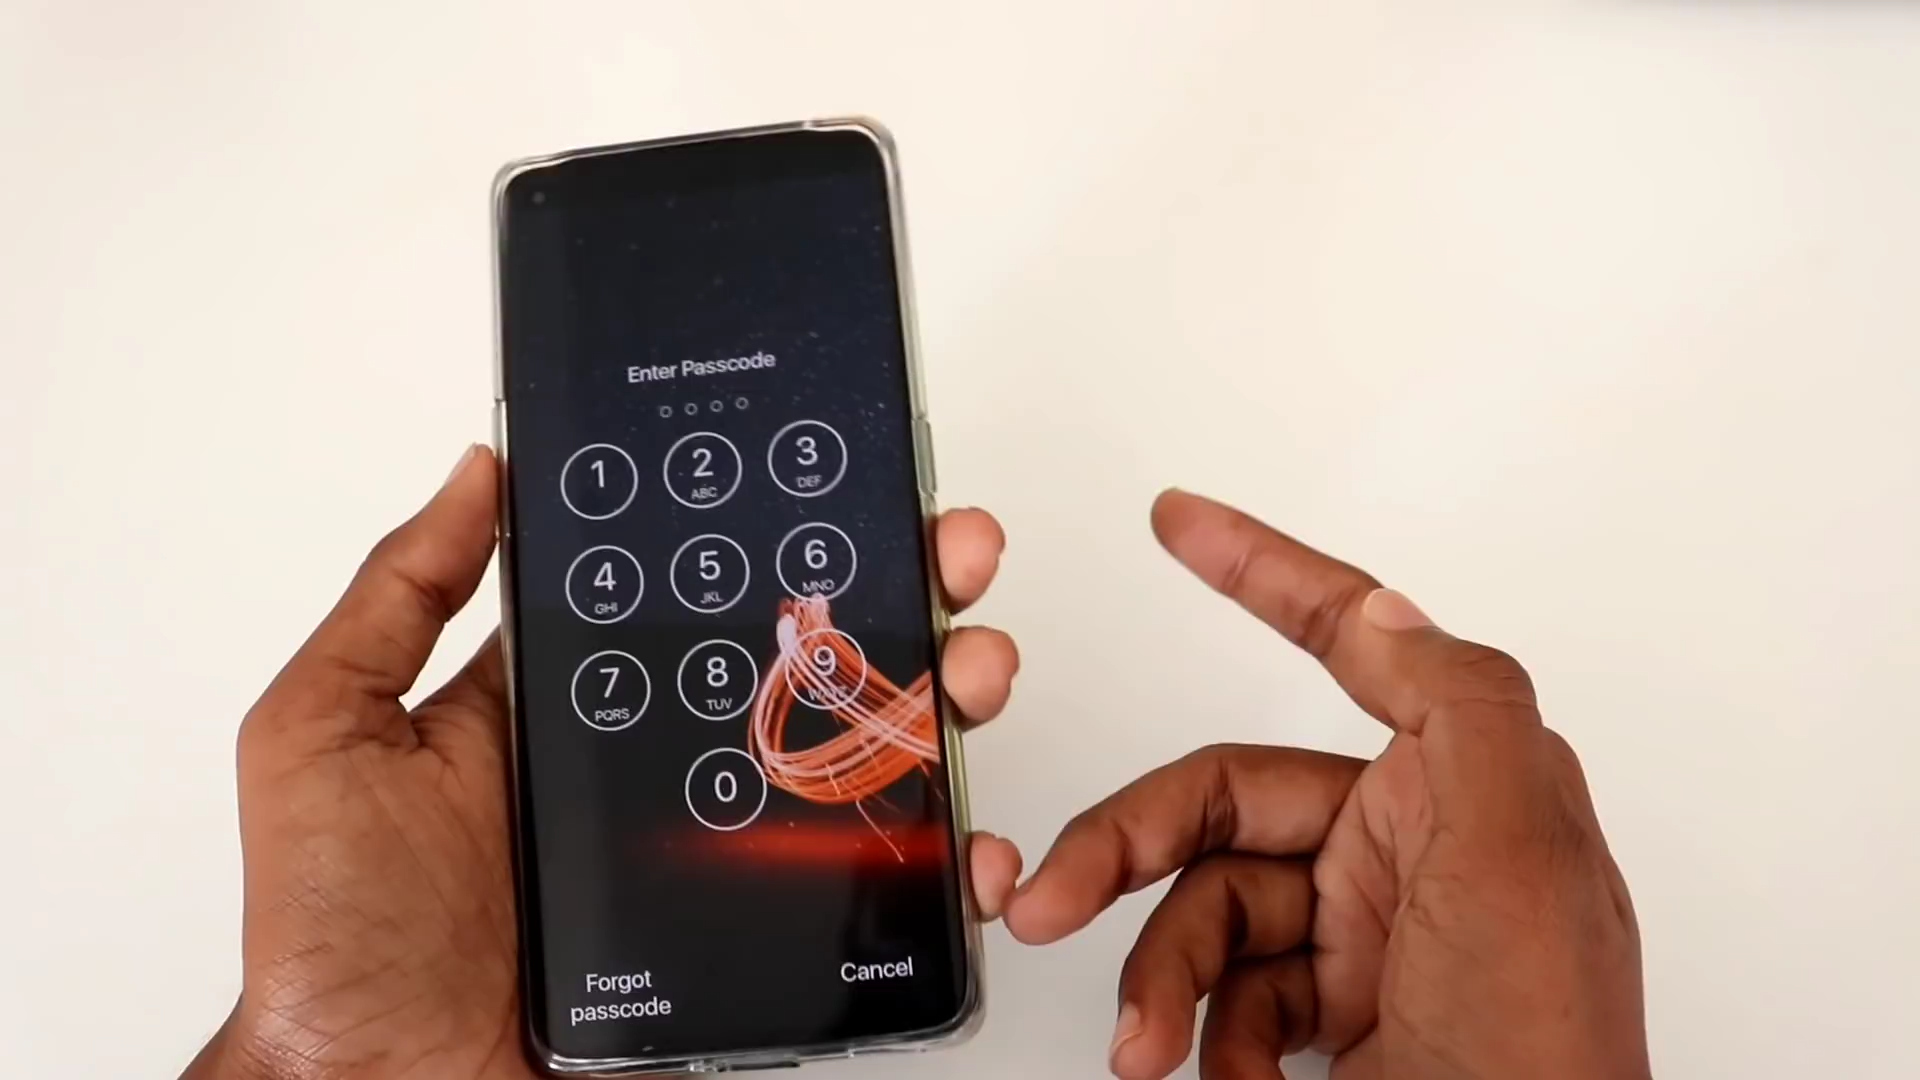 Enter Passcode
1
2
ABC
3
DEF
4
GHI
5
JKL
6
MNO
7
PQRS
8
TUV
9
WXYZ
0
Forgot
passcode
Cancel